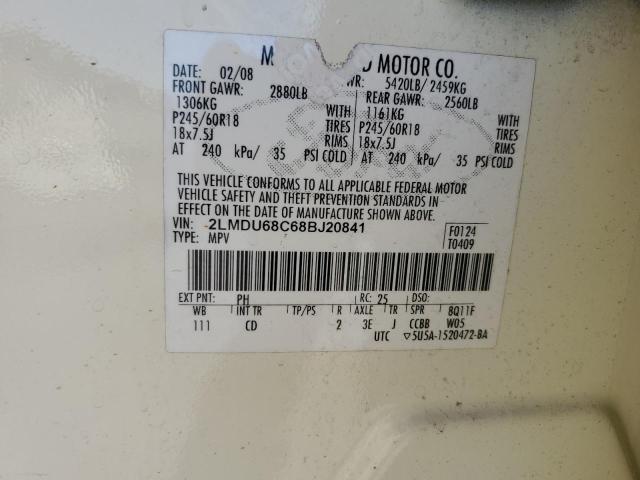 M D MOTOR CO.
DATE: 02/08 WR: 5420LB/ 2459KG
FRONT GAWR: 2880LB REAR GAWR: 2560LB
1306KG 1161KG
P245/60R18 TIRES P245/60R18 TIRES
18x7.5J RIMS 18x7.5J RIMS
AT 240 kPa/ 35 PSI COLD AT 240 kPa/ 35 PSI COLD
THIS VEHICLE CONFORMS TO ALL APPLICABLE FEDERAL MOTOR
VEHICLE SAFETY AND THEFT PREVENTION STANDARDS IN
EFFECT ON THE DATE OF MANUFACTURE SHOWN ABOVE.
VIN: 2LMDU68C68BJ20841 F0124
TYPE: MPV T0409
EXT PNT: PH RC: 25 DSO:
WB INT TR TP/PS R AXLE TR SPR 8Q11F
111 CD 2 3E J CCBB W05
UTC ▽5U5A-1520472-BA